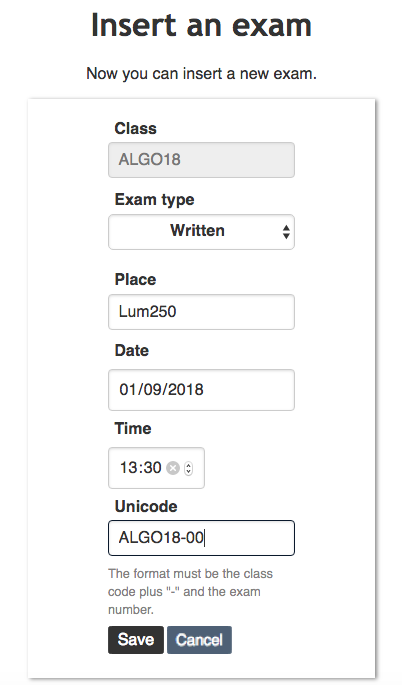 Insert an exam
Now you can insert a new exam.
Class
ALGO18
Exam type
Written
Place
Lum250
Date
01/09/2018
Time
13:30
Unicode
ALGO18-00
The format must be the class
code plus "-" and the exam
number.
Save Cancel